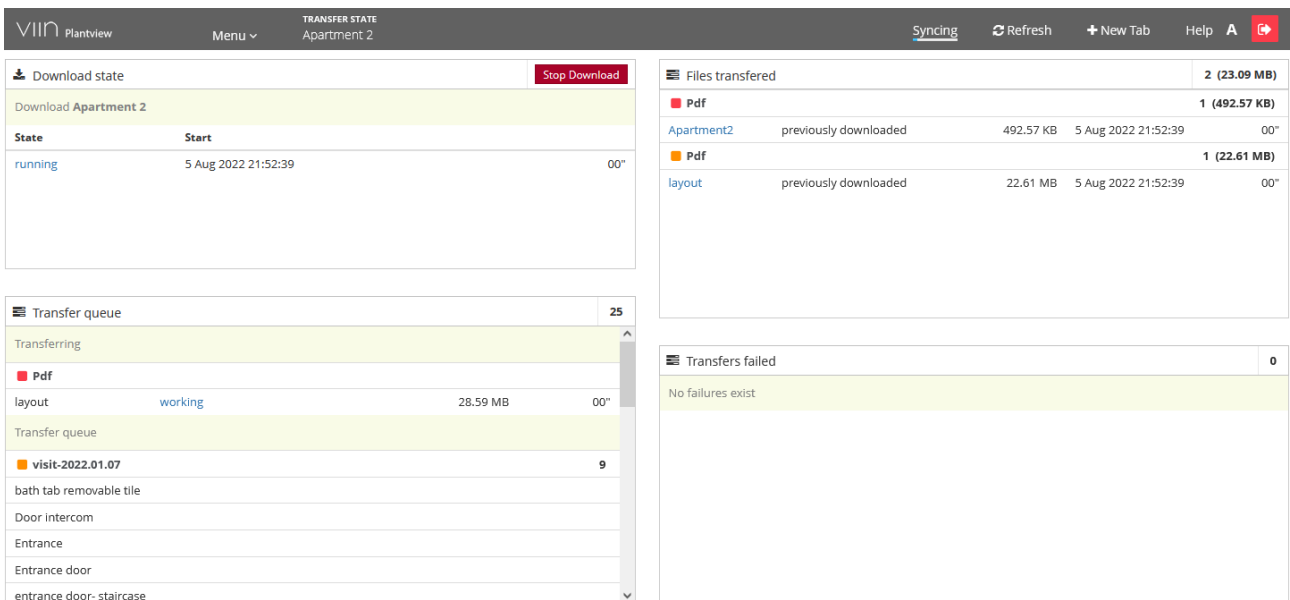 VIIN Plantview
Menu
TRANSFER STATE
Apartment 2
Syncing
Refresh
New Tab
Help
A
Download state
Stop Download
Download Apartment 2
State Start
running 5 Aug 2022 21:52:39 00"
Transfer queue 25
Transferring
Pdf
layout working 28.59 MB 00"
Transfer queue
visit-2022.01.07 9
bath tab removable tile
Door intercom
Entrance
Entrance door
entrance door- staircase
Files transfered 2 (23.09 MB)
Pdf 1 (492.57 KB)
Apartment2 previously downloaded 492.57 KB 5 Aug 2022 21:52:39 00"
Pdf 1 (22.61 MB)
layout previously downloaded 22.61 MB 5 Aug 2022 21:52:39 00"
Transfers failed 0
No failures exist